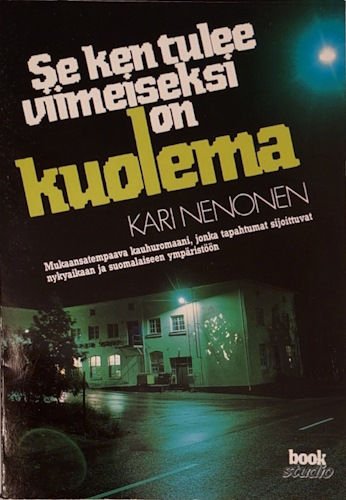 Se ken tulee
viimeiseksi
on
kuolema
KARI NENONEN
Mukaansatempaava kauhuromaani, jonka tapahtumat sijoittuvat
nykyaikaan ja suomalaiseen ympäristöön
book
studio